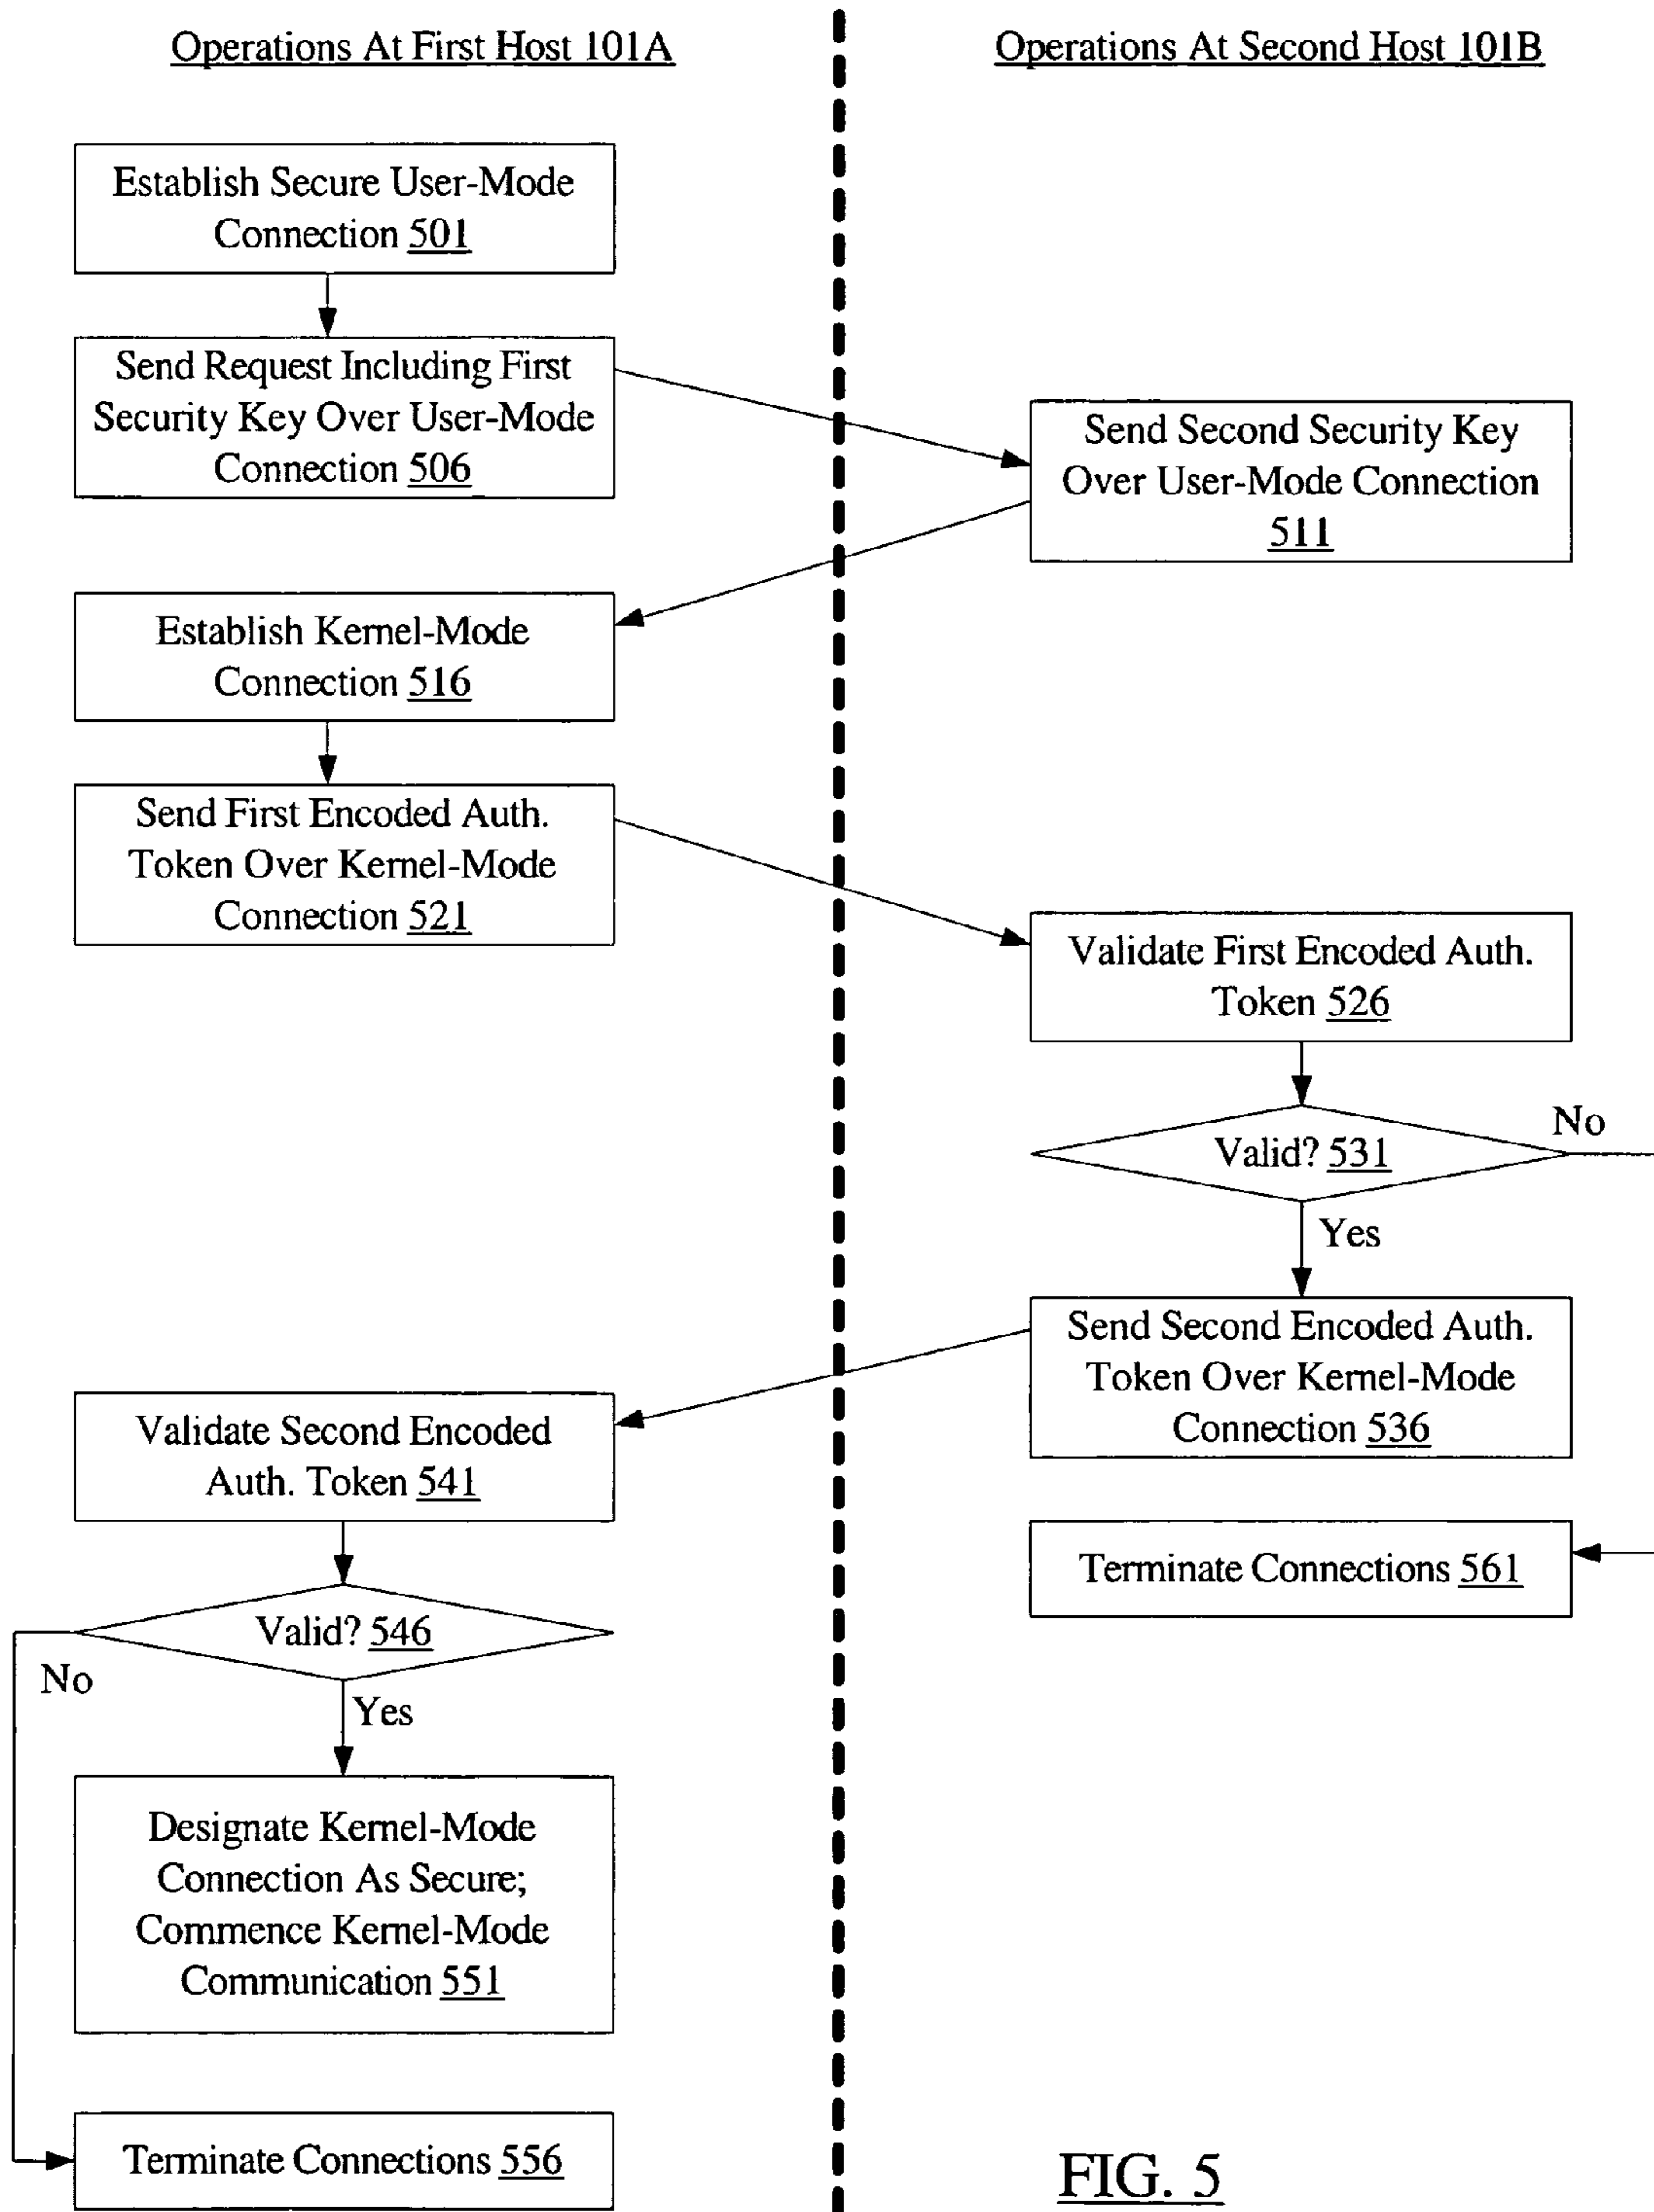 Operations At First Host 101A
Operations At Second Host 101B
Establish Secure User-Mode
Connection 501
Send Request Including First
Security Key Over User-Mode
Connection 506
Send Second Security Key
Over User-Mode Connection
511
Establish Kernel-Mode
Connection 516
Send First Encoded Auth.
Token Over Kernel-Mode
Connection 521
Validate First Encoded Auth.
Token 526
Valid? 531
No
Yes
Send Second Encoded Auth.
Token Over Kernel-Mode
Connection 536
Validate Second Encoded
Auth. Token 541
Terminate Connections 561
Valid? 546
No
Yes
Designate Kernel-Mode
Connection As Secure;
Commence Kernel-Mode
Communication 551
Terminate Connections 556
FIG. 5